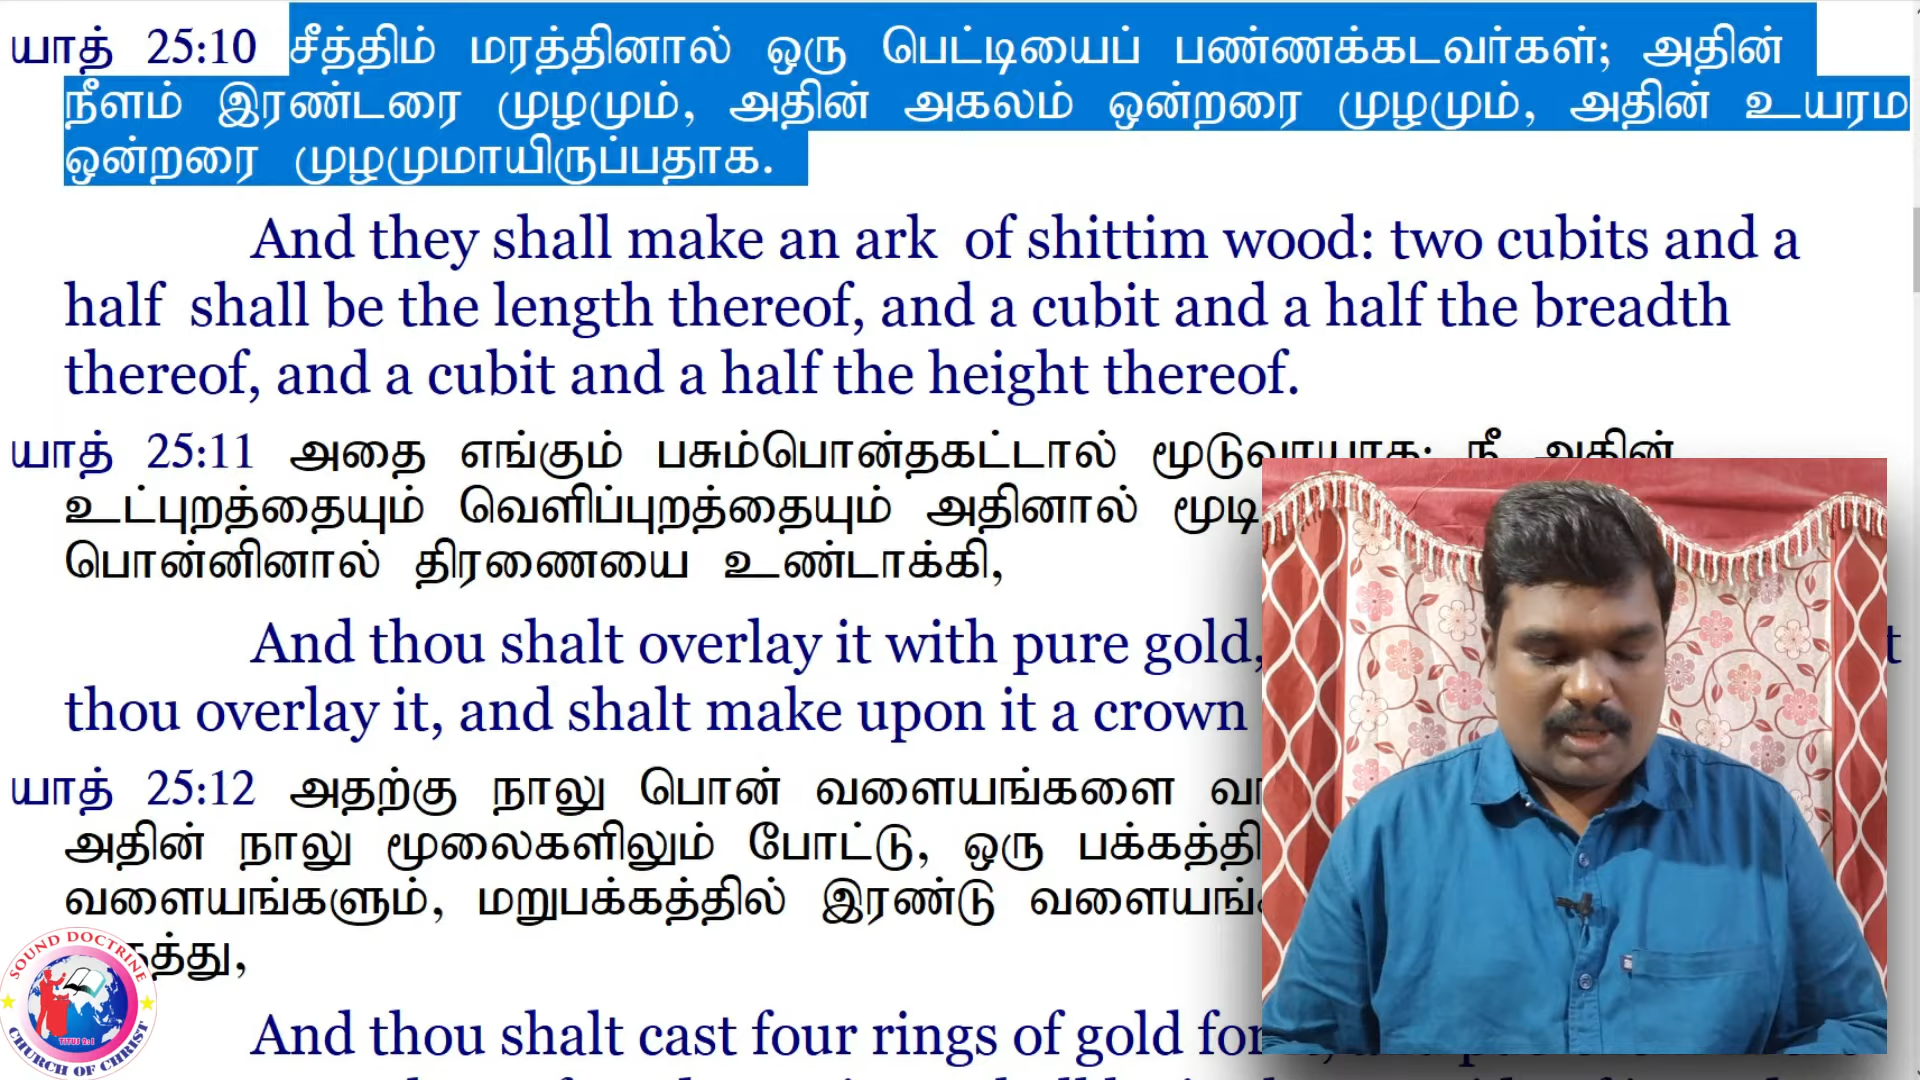 யாத் 25:10 சீத்திம் மரத்தினால் ஒரு பெட்டியைப் பண்ணக்கடவர்கள்; அதின்
நீளம் இரண்டரை முழமும், அதின் அகலம் ஒன்றரை முழமும், அதின் உயரம
ஒன்றரை முழமுமாயிருப்பதாக.
And they shall make an ark of shittim wood: two cubits and a
half shall be the length thereof, and a cubit and a half the breadth
thereof, and a cubit and a half the height thereof.
யாத் 25:11 அதை எங்கும் பசும்பொன்தகட்டால் மூடுவாயாக; நீ அதின்
உட்புறத்தையும் வெளிப்புறத்தையும் அதினால் மூடி
பொன்னினால் திரணையை உண்டாக்கி,
And thou shalt overlay it with pure gold,
thou overlay it, and shalt make upon it a crown
யாத் 25:12 அதற்கு நாலு பொன் வளையங்களை
அதின் நாலு மூலைகளிலும் போட்டு, ஒரு
வளையங்களும், மறுபக்கத்தில் இரண்டு
And thou shalt cast four rings of gold for
SOUND DOCTRINE
TITUS 2:1
CHURCH OF CHRIST